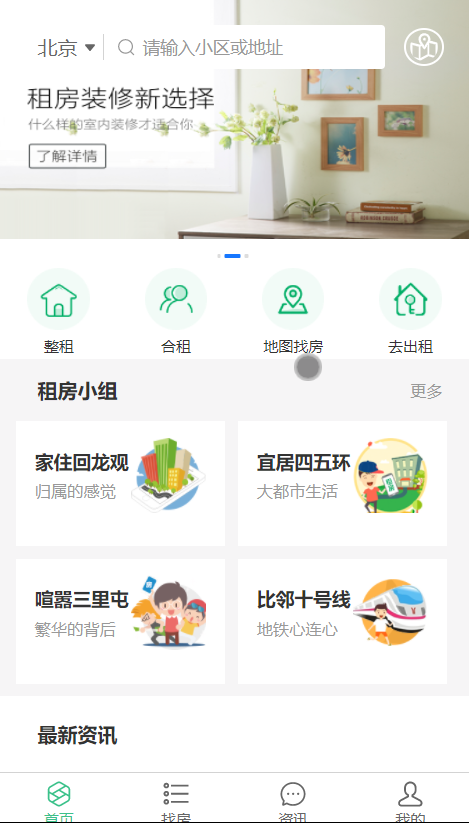 北京
请输入小区或地址
租房装修新选择
什么样的室内装修才适合你
了解详情
整租
合租
地图找房
去出租
租房小组
更多
家住回龙观
归属的感觉
宜居四五环
大都市生活
喧嚣三里屯
繁华的背后
比邻十号线
地铁心连心
最新资讯
首页
找房
资讯
我的